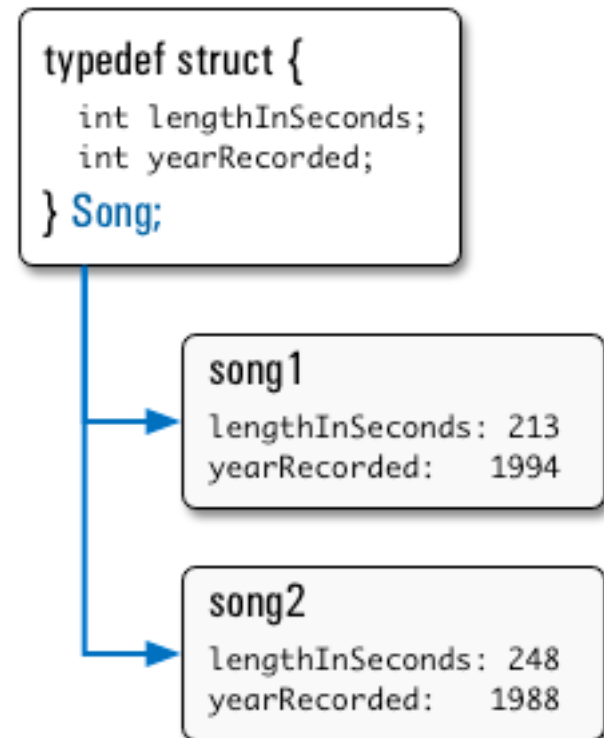 typedef struct {
int lengthInSeconds;
int yearRecorded;
} Song;
song1
lengthInSeconds: 213
yearRecorded: 1994
song2
lengthInSeconds: 248
yearRecorded: 1988